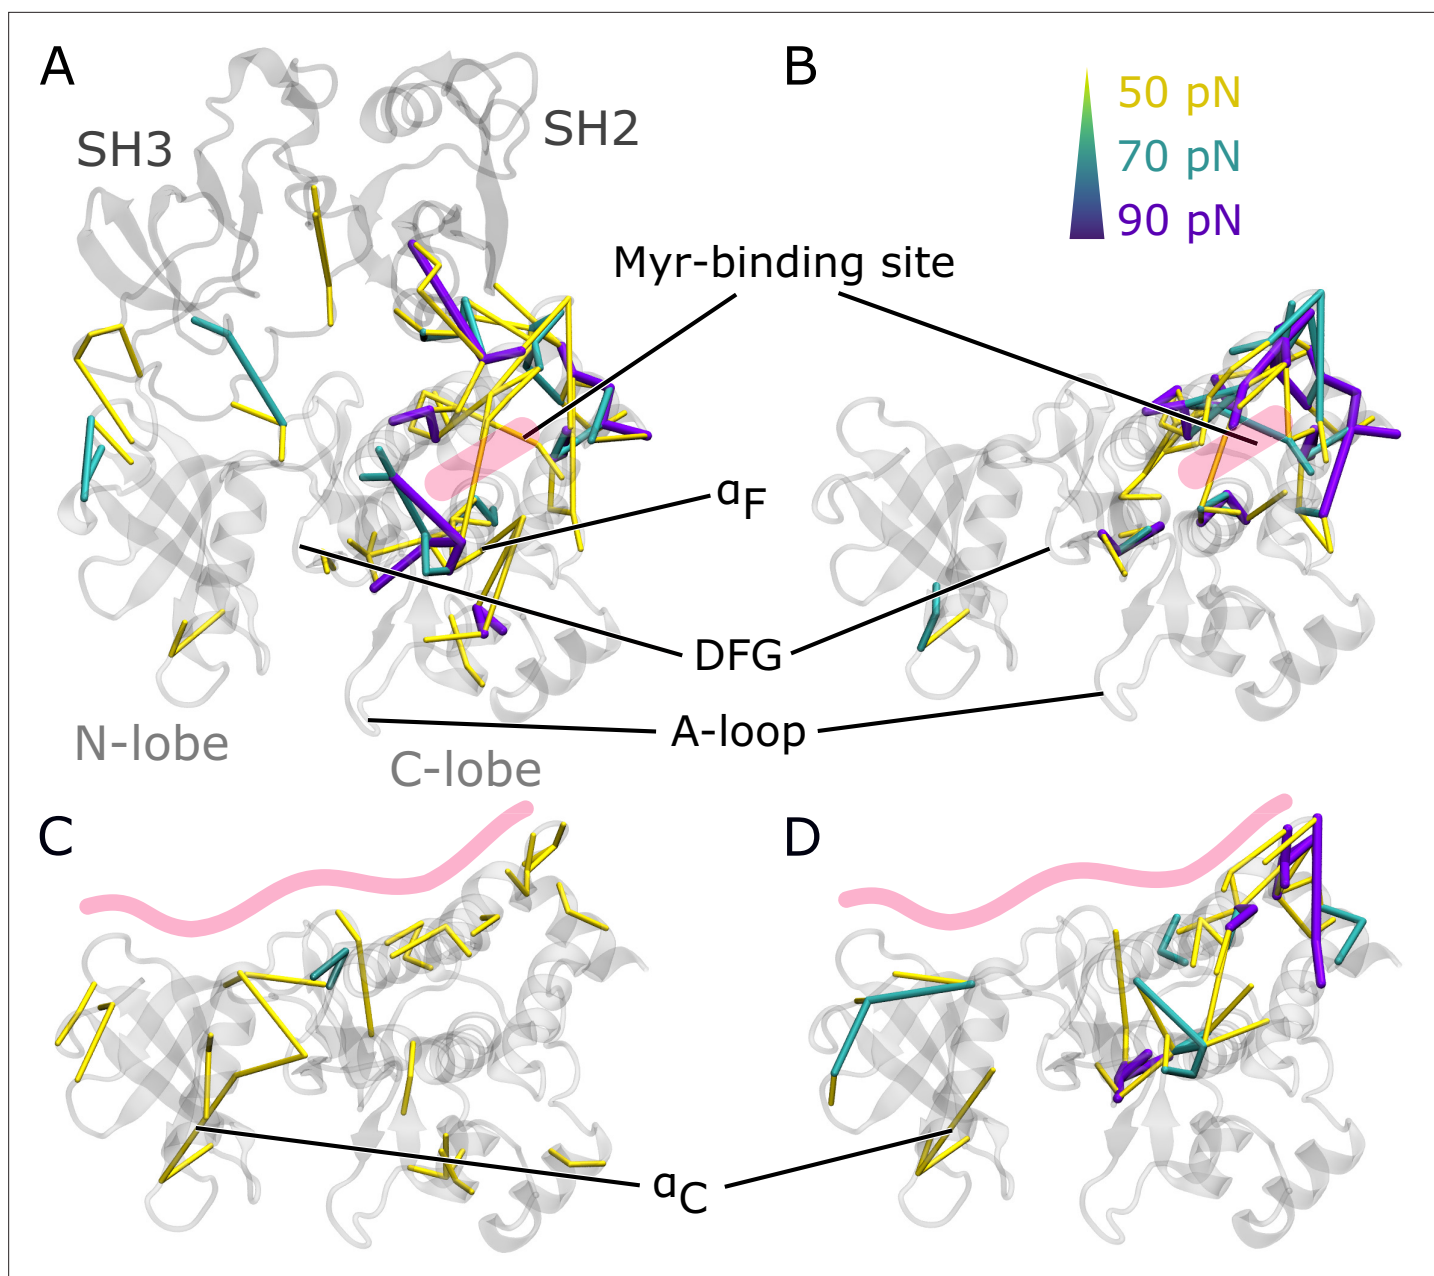 A
B
SH3
SH2
50 pN
70 pN
90 pN
Myr-binding site
αF
DFG
A-loop
N-lobe
C-lobe
C
D
αC